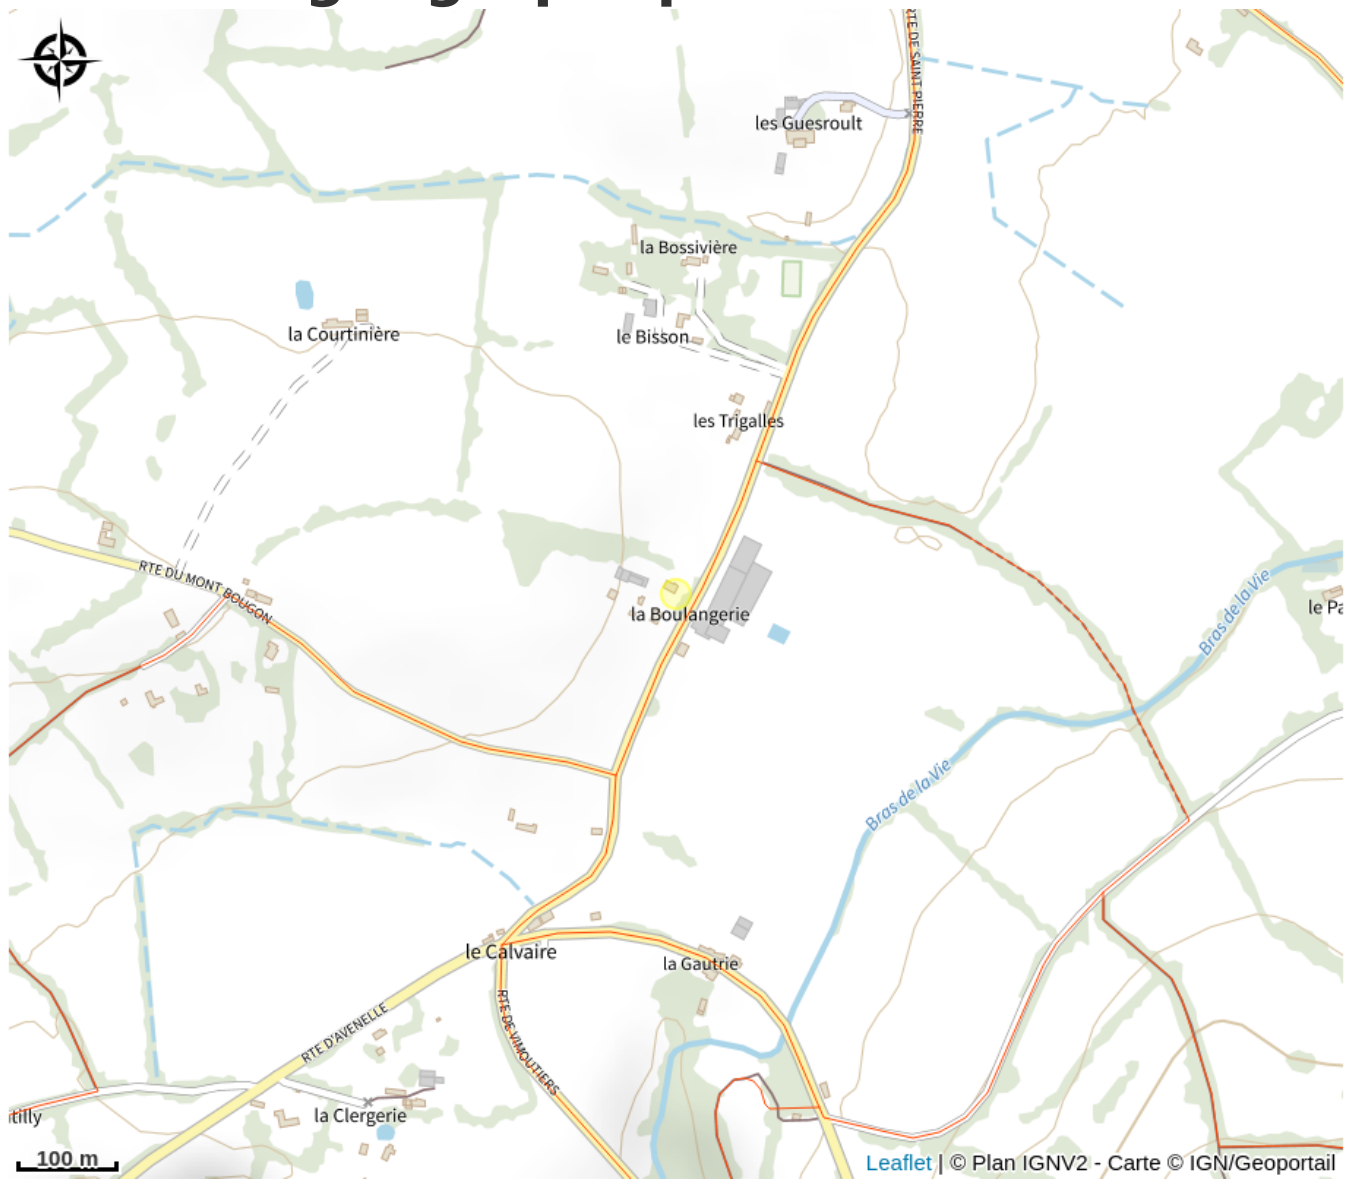 RTE DE SAINT PIERRE
les Guesroult
la Bossivière
la Courtinière
le Bisson
les Trigalles
RTE DU MONT BOUGON
la Boulangerie
Bras de la Vie
le Pa
Bras de la Vie
le Calvaire
la Gautrie
RTE D'AVENELLE
RTE DE VIMOUTIERS
la Clergerie
tilly
100 m
Leaflet | © Plan IGNV2 - Carte © IGN/Geoportail